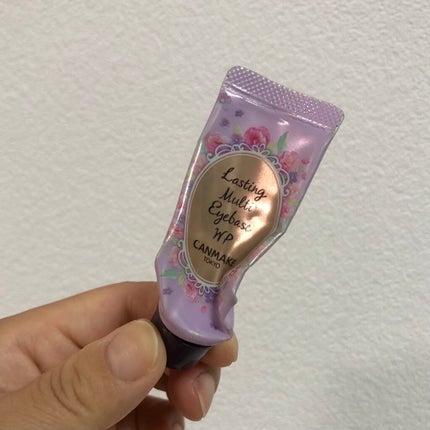 Lasting
Multi
Eyebase
WP
CANMAKE
TOKYO